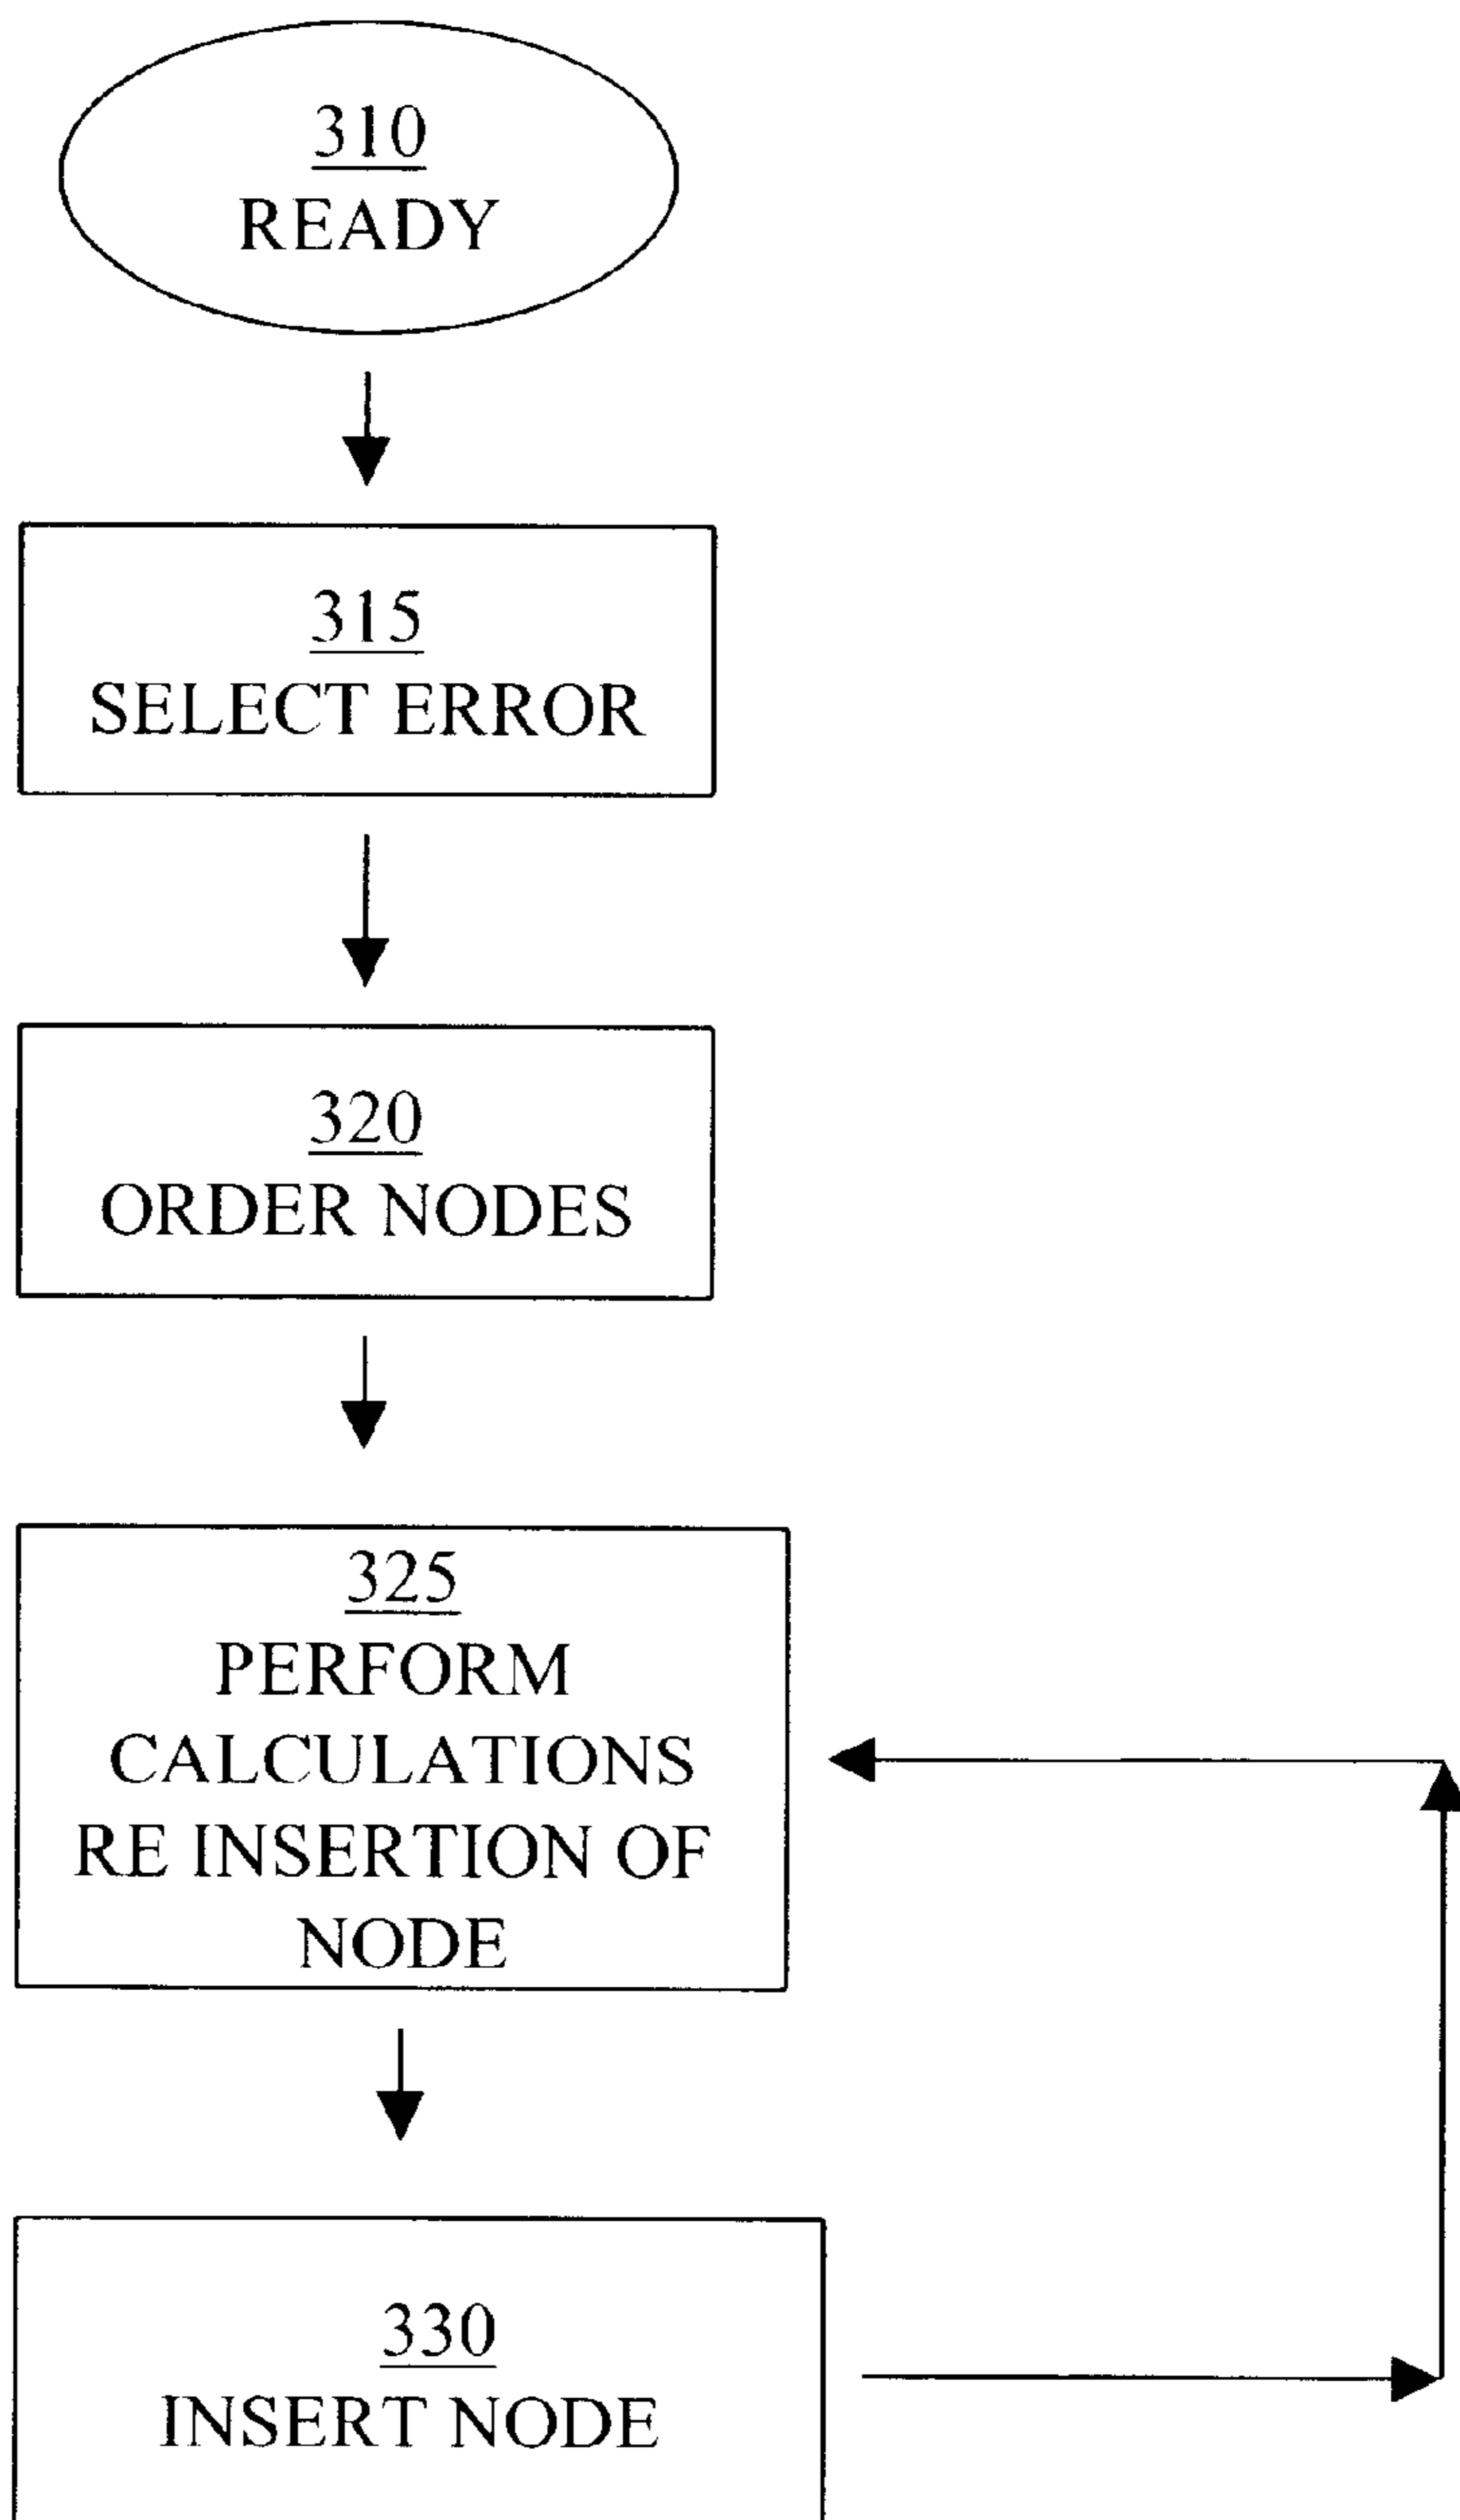 310
READY
315
SELECT ERROR
320
ORDER NODES
325
PERFORM
CALCULATIONS
RE INSERTION OF
NODE
330
INSERT NODE